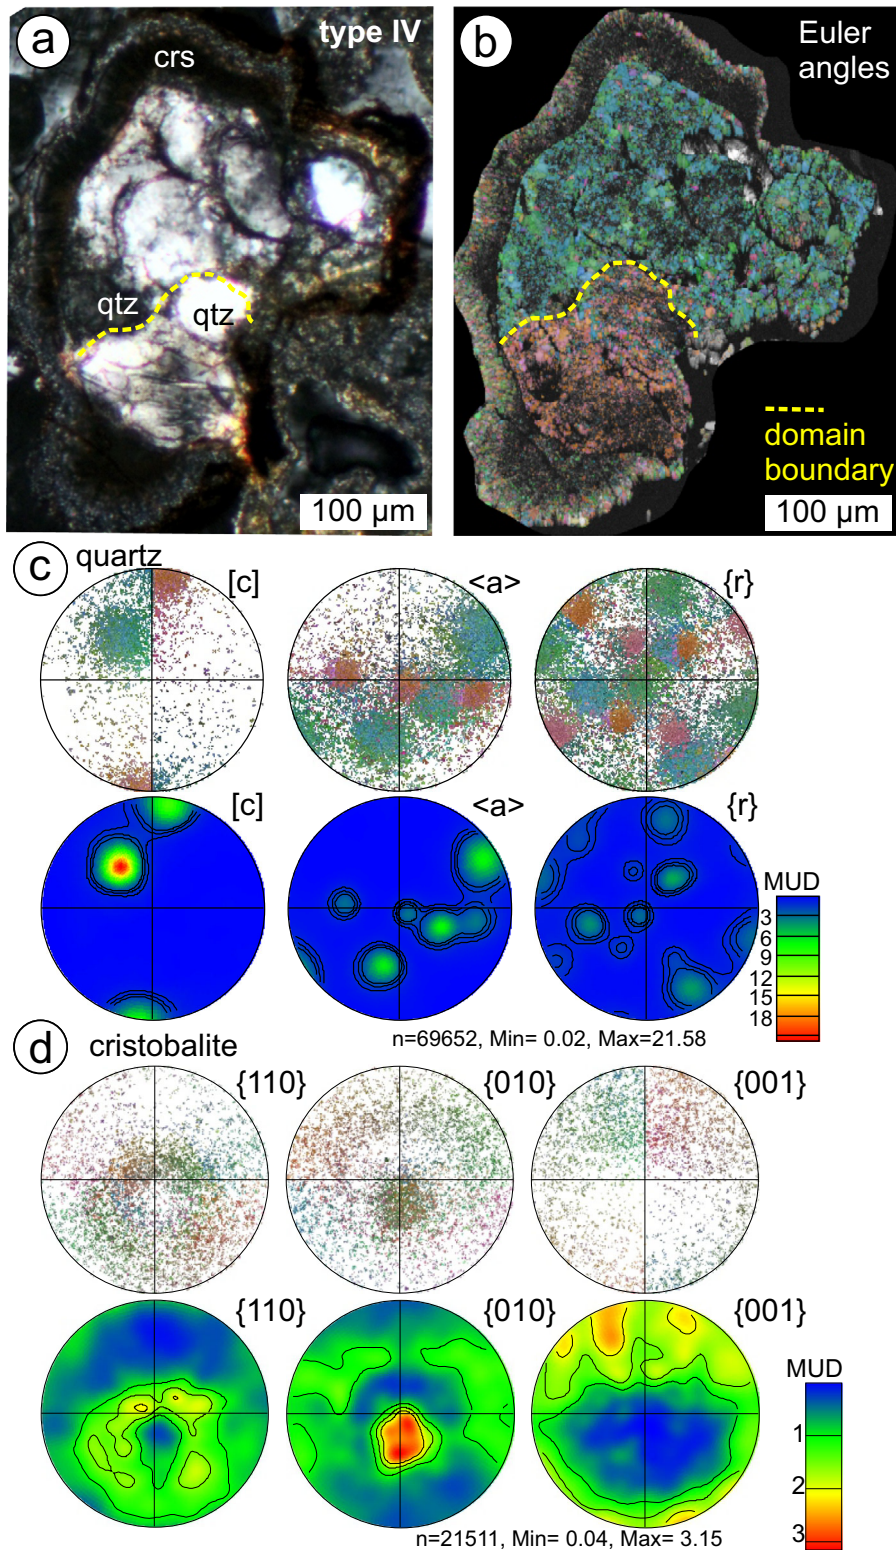 a
type IV
crs
qtz
qtz
100 µm
b
Euler
angles
domain
boundary
100 µm
c
quartz
[c]
<a>
{r}
[c]
<a>
{r}
MUD
3
6
9
12
15
18
n=69652, Min= 0.02, Max=21.58
d
cristobalite
{110}
{010}
{001}
{110}
{010}
{001}
MUD
1
2
3
n=21511, Min= 0.04, Max= 3.15